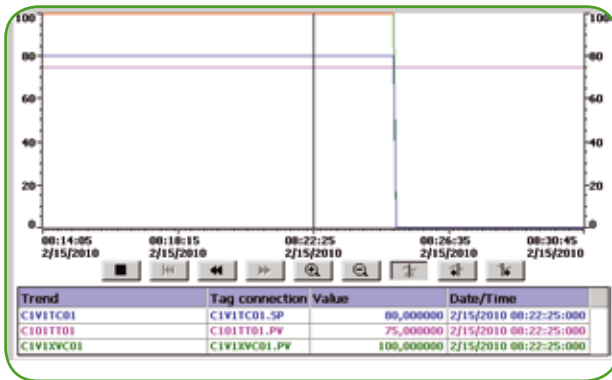 100 100
80 80
60 60
40 40
20 20
0 0
08:14:05 08:18:15 08:22:25 08:26:35 08:30:45
2/15/2010 2/15/2010 2/15/2010 2/15/2010 2/15/2010
Trend Tag connection Value Date/Time
C1V1TC01 C1V1TC01.SP 80,000000 2/15/2010 08:22:25:000
C101TT01 C101TT01.PV 75,000000 2/15/2010 08:22:25:000
C1V1XVC01 C1V1XVC01.PV 100,000000 2/15/2010 08:22:25:000